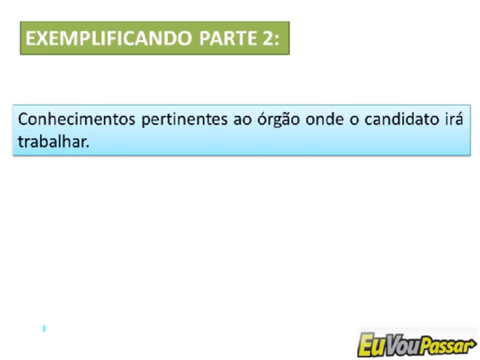 EXEMPLIFICANDO PARTE 2:
Conhecimentos pertinentes ao órgão onde o candidato irá
trabalhar.
EuVouPassar